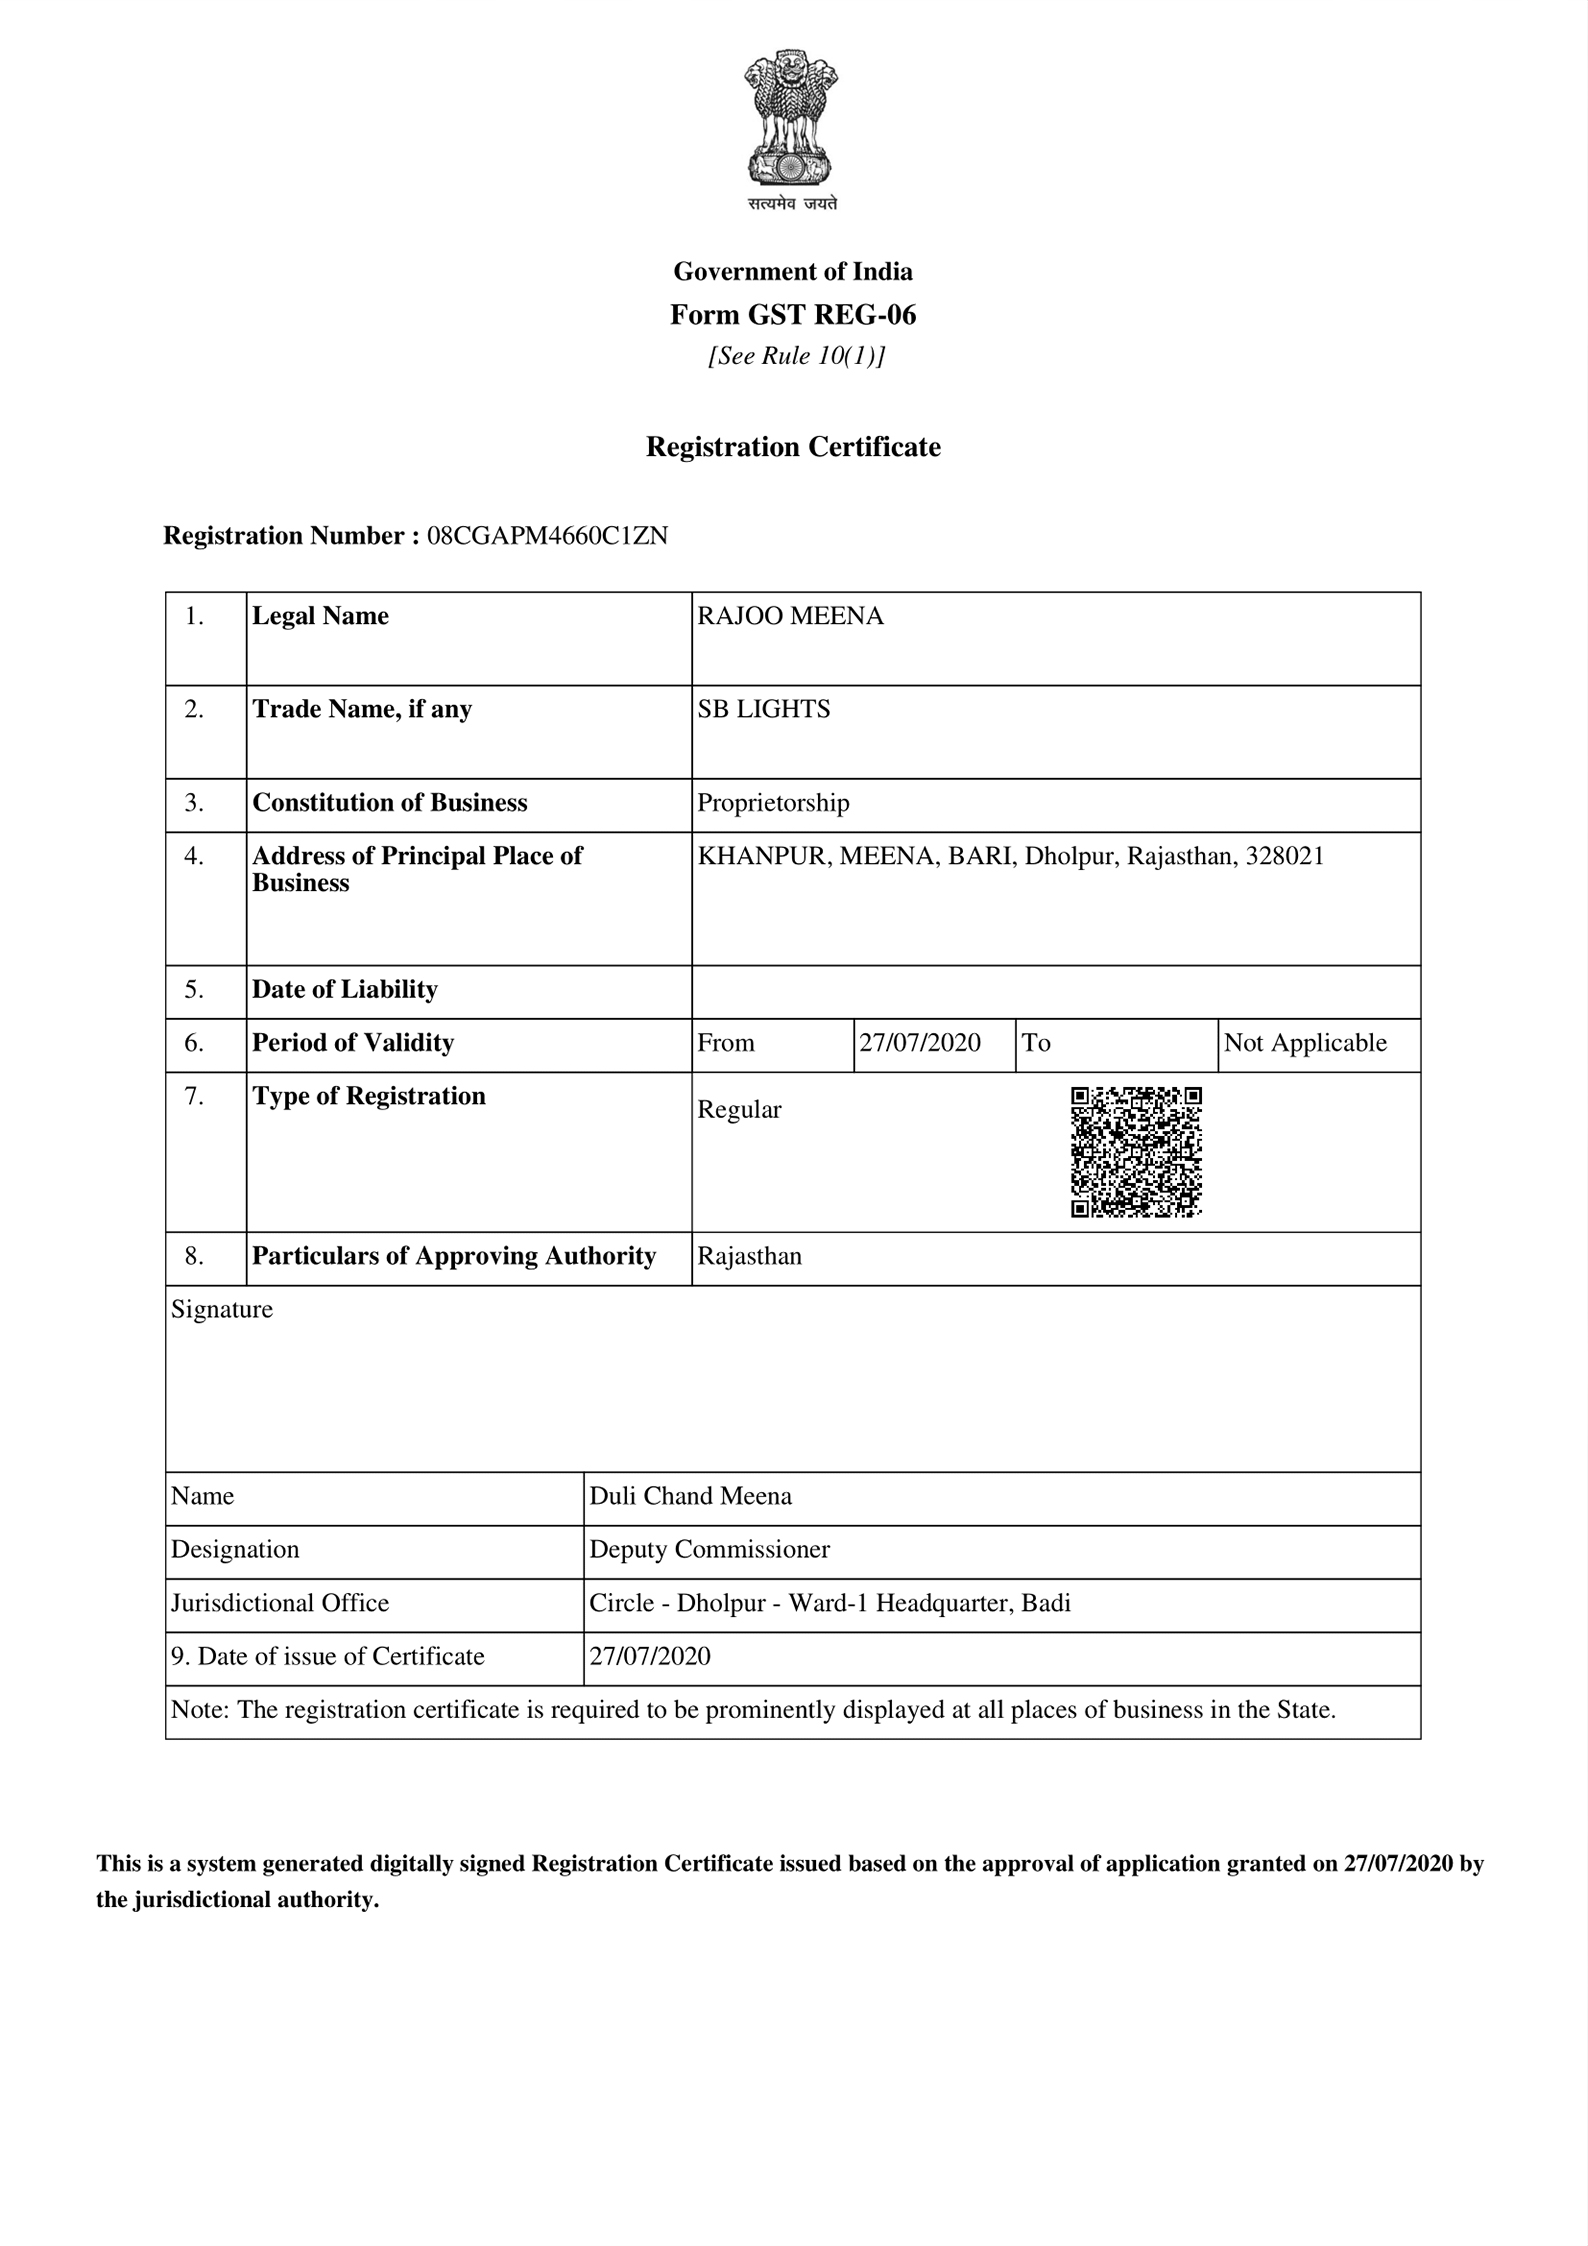 सत्यमेव जयते
Government of India
Form GST REG-06
[See Rule 10(1)]
Registration Certificate
Registration Number : 08CGAPM4660C1ZN
1. Legal Name RAJOO MEENA
2. Trade Name, if any SB LIGHTS
3. Constitution of Business Proprietorship
4. Address of Principal Place of KHANPUR, MEENA, BARI, Dholpur, Rajasthan, 328021
Business
5. Date of Liability
6. Period of Validity From 27/07/2020 To Not Applicable
7. Type of Registration Regular
8. Particulars of Approving Authority Rajasthan
Signature
Name Duli Chand Meena
Designation Deputy Commissioner
Jurisdictional Office Circle - Dholpur - Ward-1 Headquarter, Badi
9. Date of issue of Certificate 27/07/2020
Note: The registration certificate is required to be prominently displayed at all places of business in the State.
This is a system generated digitally signed Registration Certificate issued based on the approval of application granted on 27/07/2020 by
the jurisdictional authority.